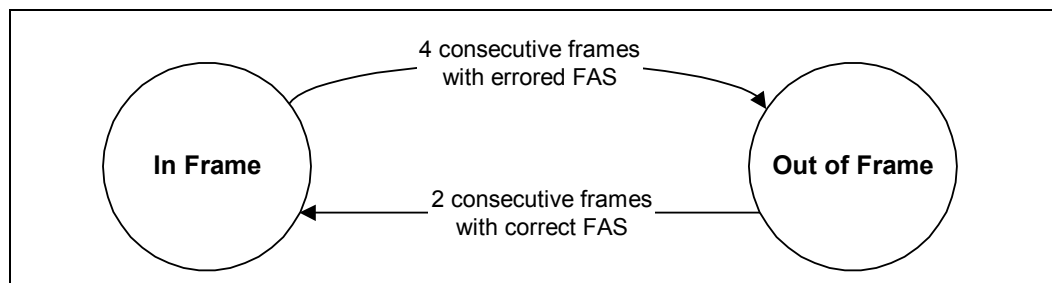 4 consecutive frames
with errored FAS
In Frame
Out of Frame
2 consecutive frames
with correct FAS